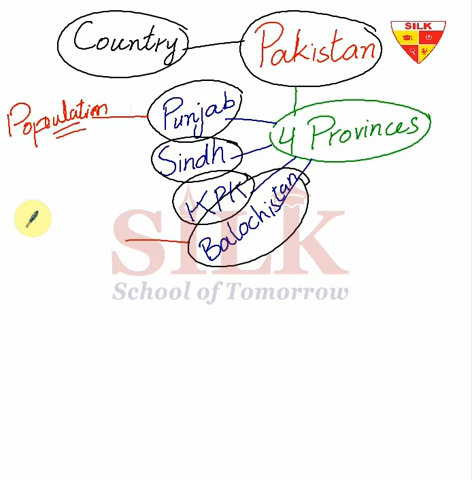 Country
Pakistan
SILK
Population
Punjab
4 Provinces
Sindh
KPK
Balochistan
SILK
School of Tomorrow